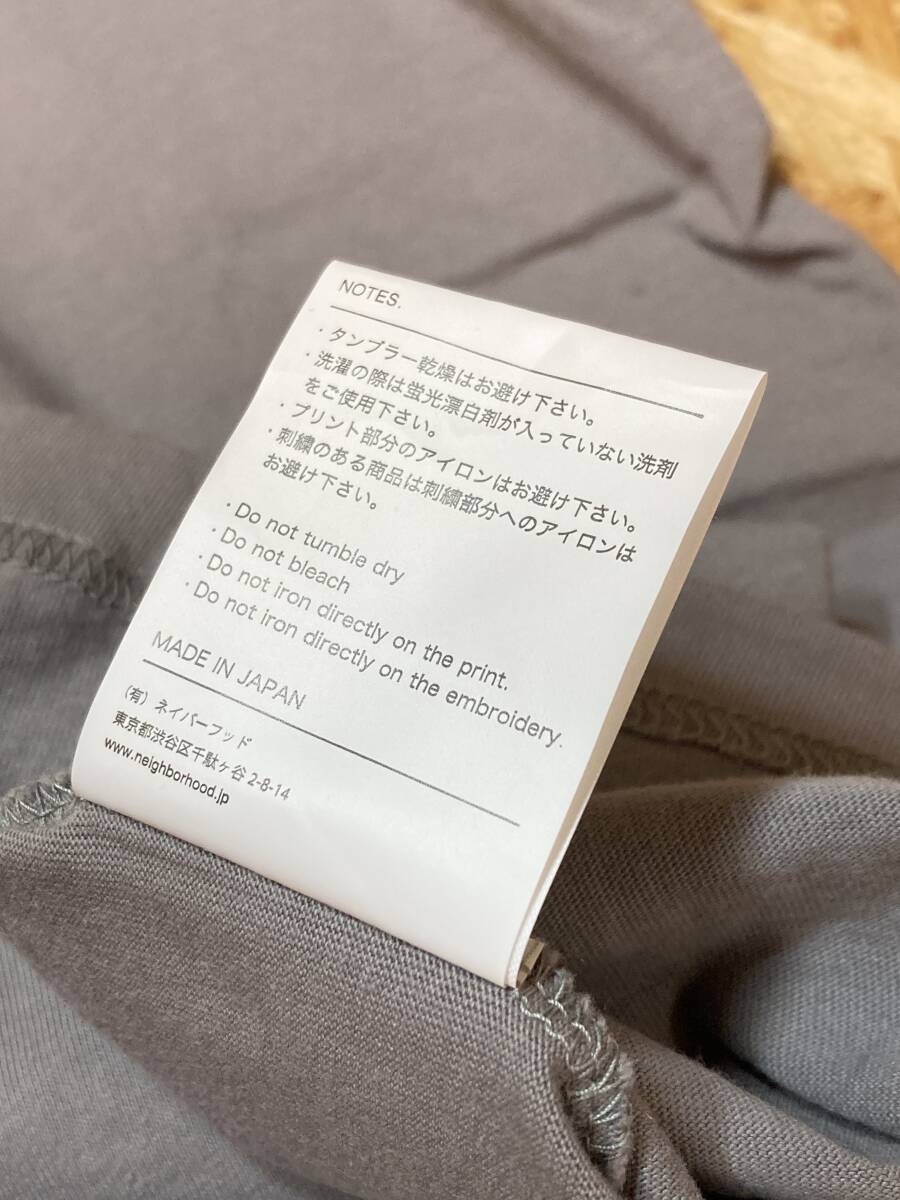 NOTES.
・タンブラー乾燥はお避け下さい。
・洗濯の際は蛍光漂白剤が入っていない洗剤
をご使用下さい。
・プリント部分のアイロンはお避け下さい。
・刺繍のある商品は刺繍部分へのアイロンは
お避け下さい。
・Do not tumble dry
・Do not bleach
・Do not iron directly on the print.
・Do not iron directly on the embroidery.
MADE IN JAPAN
(有) ネイバーフッド
東京都渋谷区千駄ヶ谷 2-8-14
www.neighborhood.jp